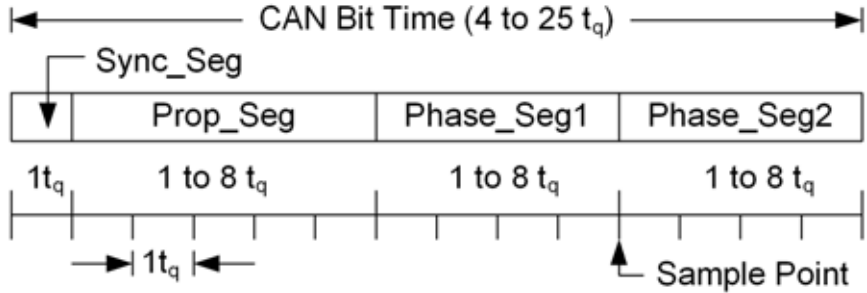 CAN Bit Time (4 to 25 tq)
Sync_Seg
Prop_Seg Phase_Seg1 Phase_Seg2
1tq 1 to 8 tq 1 to 8 tq 1 to 8 tq
1tq
Sample Point